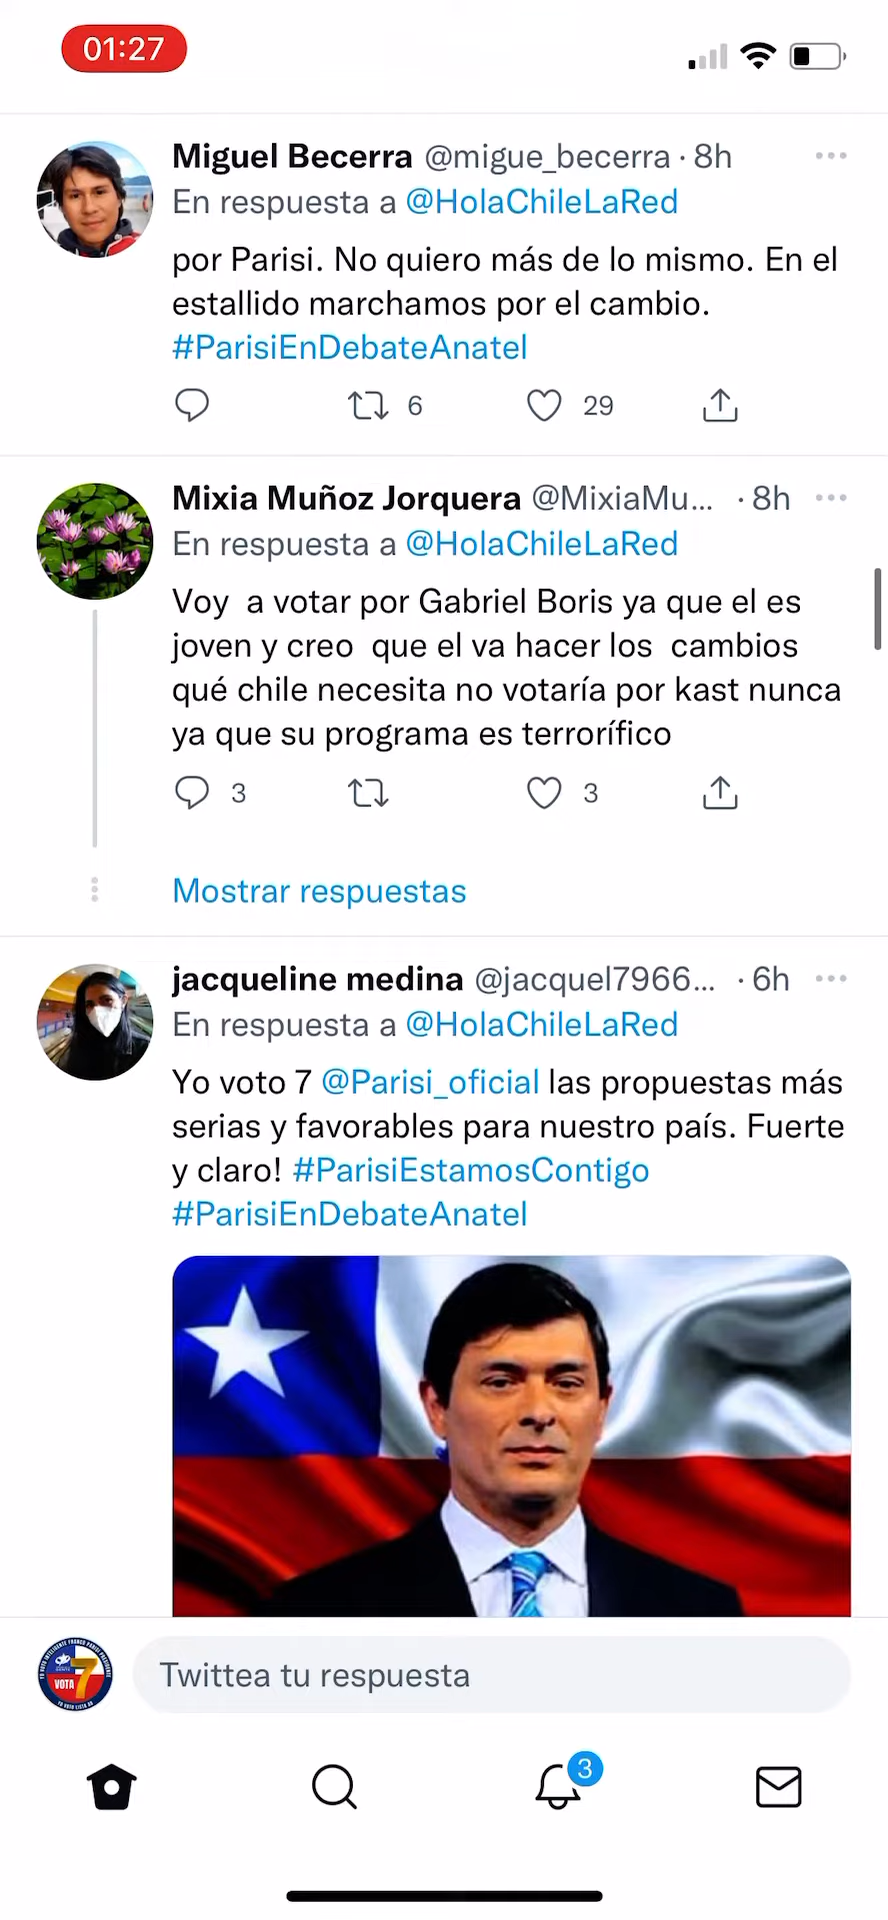 01:27
Miguel Becerra @migue_becerra · 8h
En respuesta a @HolaChileLaRed
por Parisi. No quiero más de lo mismo. En el
estallido marchamos por el cambio.
#ParisiEnDebateAnatel
6 29
Mixia Muñoz Jorquera @MixiaMu... · 8h
En respuesta a @HolaChileLaRed
Voy  a votar por Gabriel Boris ya que el es
joven y creo  que el va hacer los  cambios
qué chile necesita no votaría por kast nunca
ya que su programa es terrorífico
3 3
Mostrar respuestas
jacqueline medina @jacquel7966... · 6h
En respuesta a @HolaChileLaRed
Yo voto 7 @Parisi_oficial las propuestas más
serias y favorables para nuestro país. Fuerte
y claro! #ParisiEstamosContigo
#ParisiEnDebateAnatel
VOTA 7
Twittea tu respuesta
3